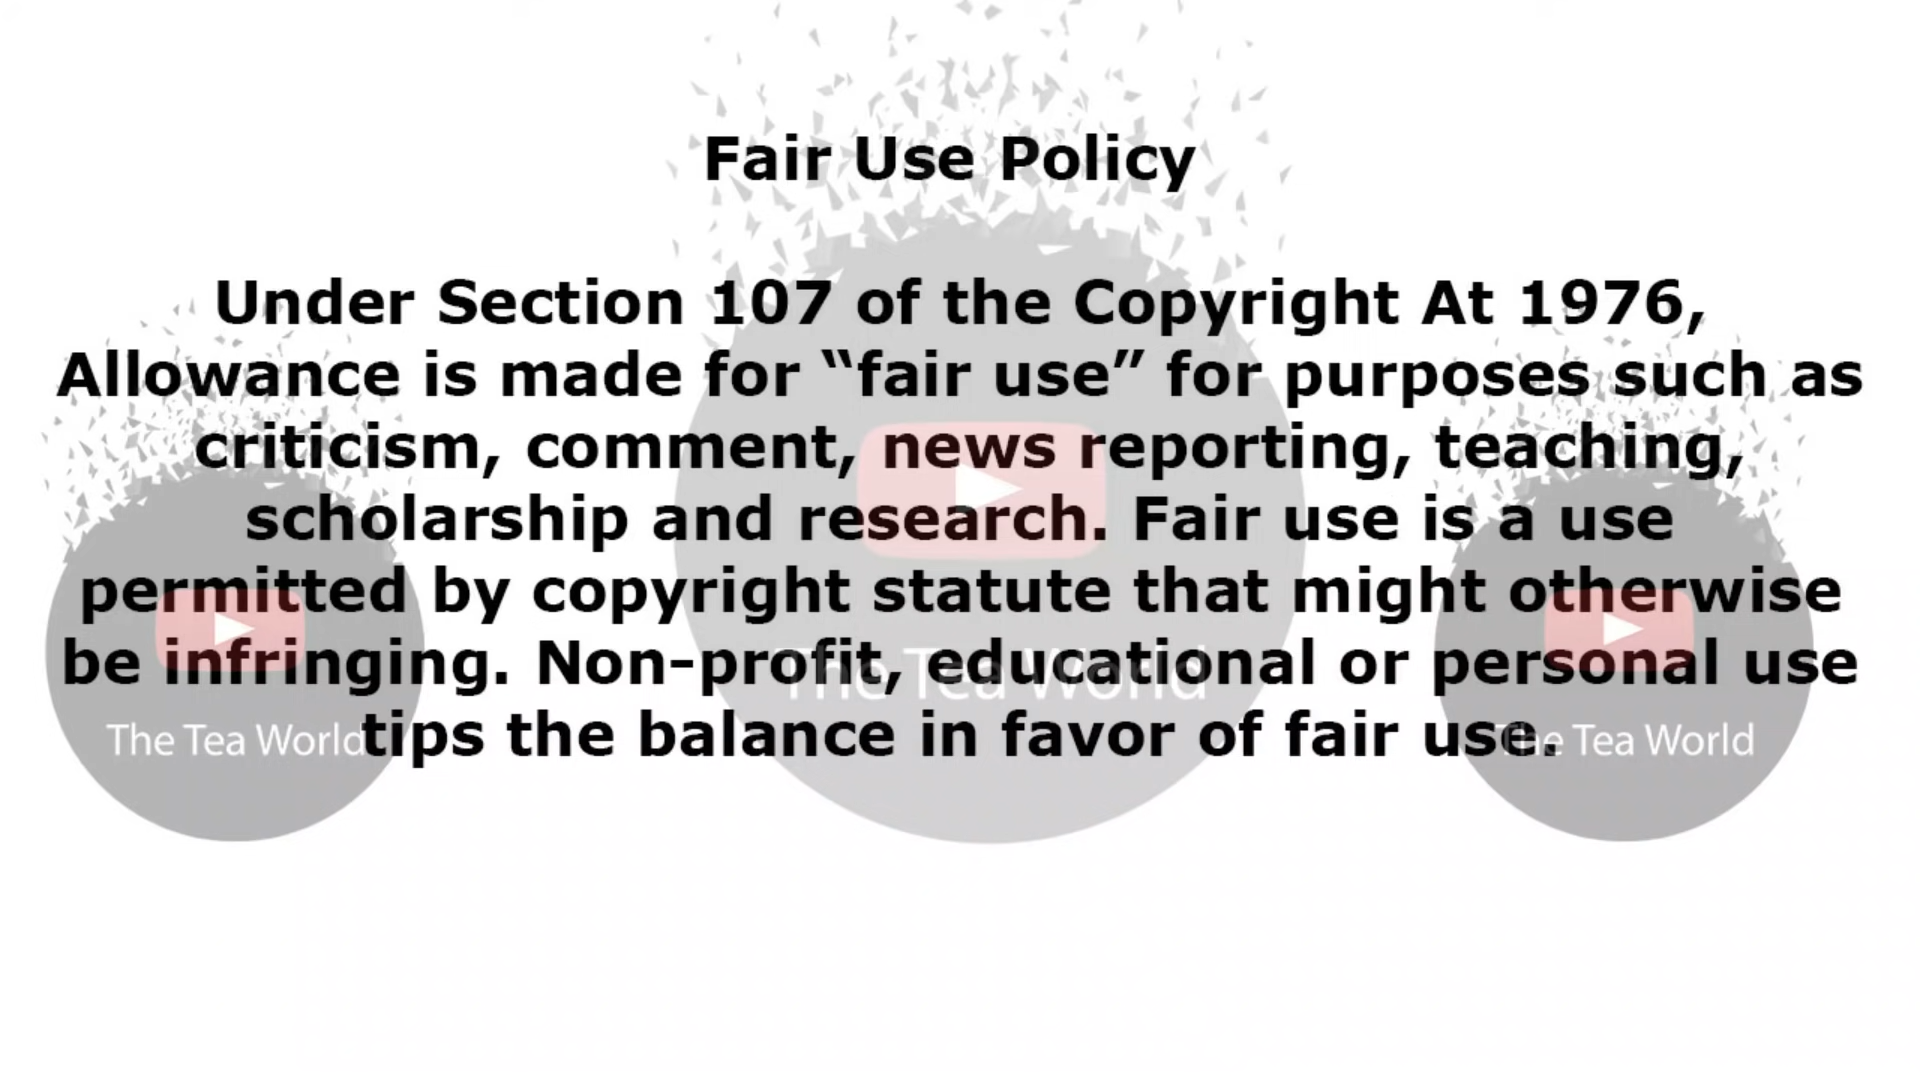 Fair Use Policy
Under Section 107 of the Copyright At 1976,
Allowance is made for “fair use” for purposes such as
criticism, comment, news reporting, teaching,
scholarship and research. Fair use is a use
permitted by copyright statute that might otherwise
be infringing. Non-profit, educational or personal use
tips the balance in favor of fair use.
The Tea World
The Tea World
The Tea World